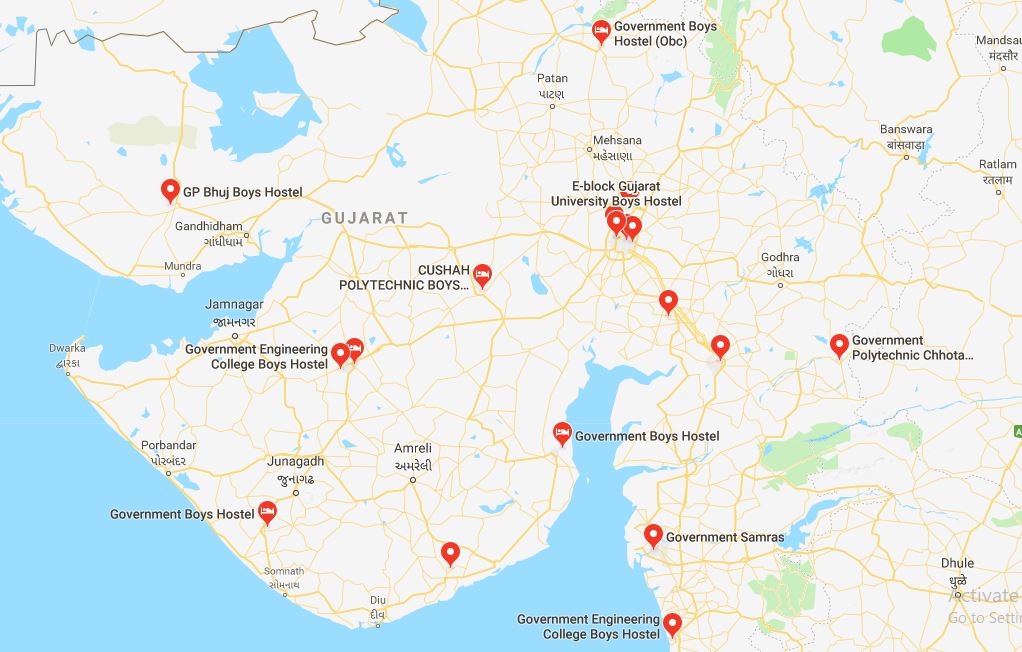 Government Boys
Hostel (Obc)
Mandsau
मंदसौर
Patan
પાટણ
Banswara
बांसवाड़ा
Mehsana
મહેસાણા
Ratlam
रतलाम
E-block Gujarat
University Boys Hostel
GP Bhuj Boys Hostel
GUJARAT
Gandhidham
ગાંધીધામ
Mundra
CUSHAH
POLYTECHNIC BOYS...
Godhra
ગોધરા
Jamnagar
જામનગર
Dwarka
દ્વારકા
Government Engineering
College Boys Hostel
Government
Polytechnic Chhota...
Government Boys Hostel
A
Porbandar
પોરબંદર
Amreli
અમરેલી
Junagadh
જુનાગઢ
Government Boys Hostel
Government Samras
Somnath
સોમનાથ
Dhule
धुळे
Diu
દીવ
Activate
Go to Settin
Government Engineering
College Boys Hostel